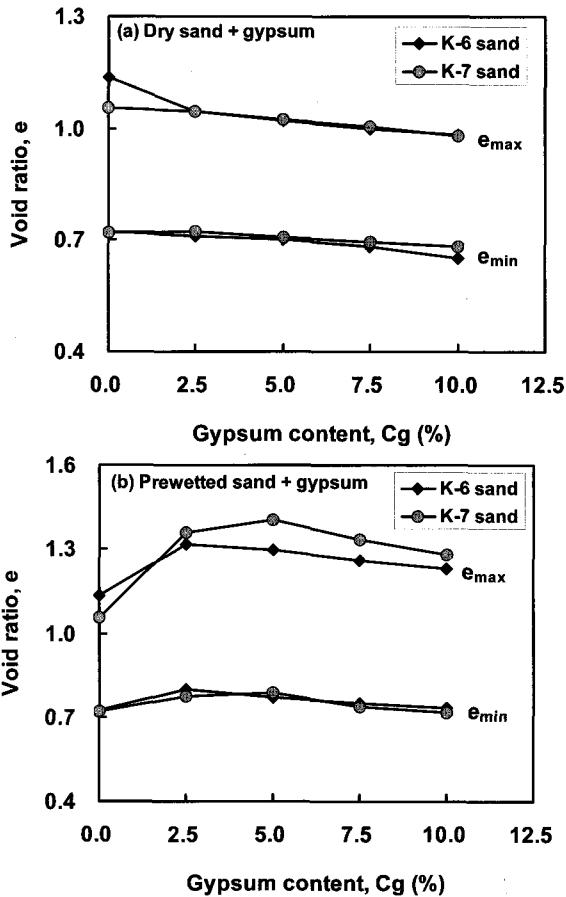 (a) Dry sand + gypsum
K-6 sand
K-7 sand
1.3
1.0
0.7
0.4
Void ratio, e
emax
emin
0.0 2.5 5.0 7.5 10.0 12.5
Gypsum content, Cg (%)
(b) Prewetted sand + gypsum
K-6 sand
K-7 sand
1.6
1.3
1.0
0.7
0.4
Void ratio, e
emax
emin
0.0 2.5 5.0 7.5 10.0 12.5
Gypsum content, Cg (%)